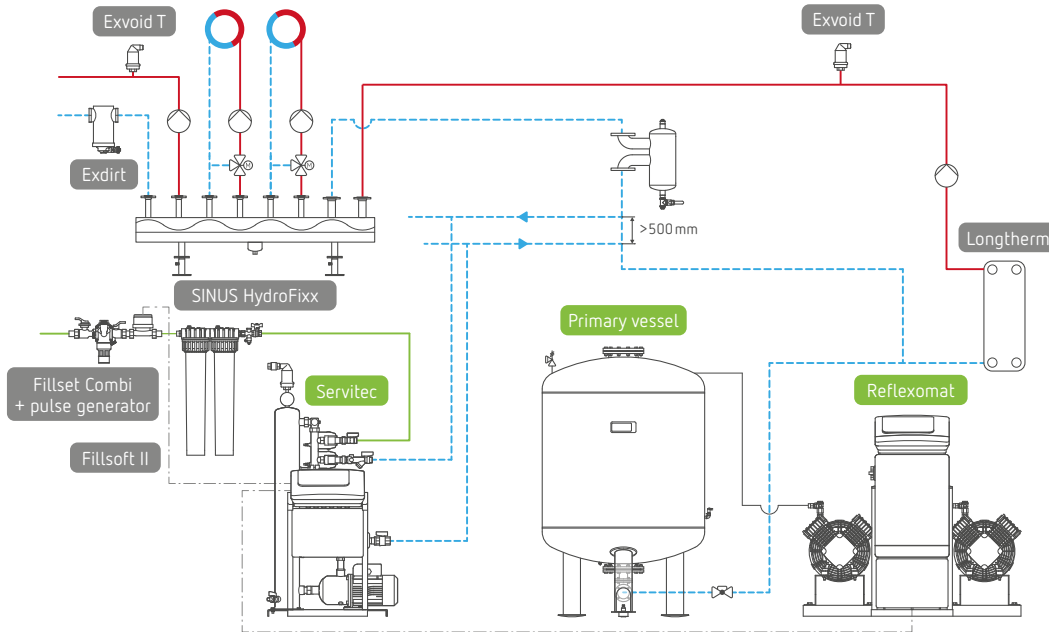 Exvoid T
Exvoid T
Exdirt
M
M
>500 mm
Longtherm
SINUS HydroFixx
Primary vessel
Fillset Combi
+ pulse generator
Servitec
Reflexomat
Fillsoft II